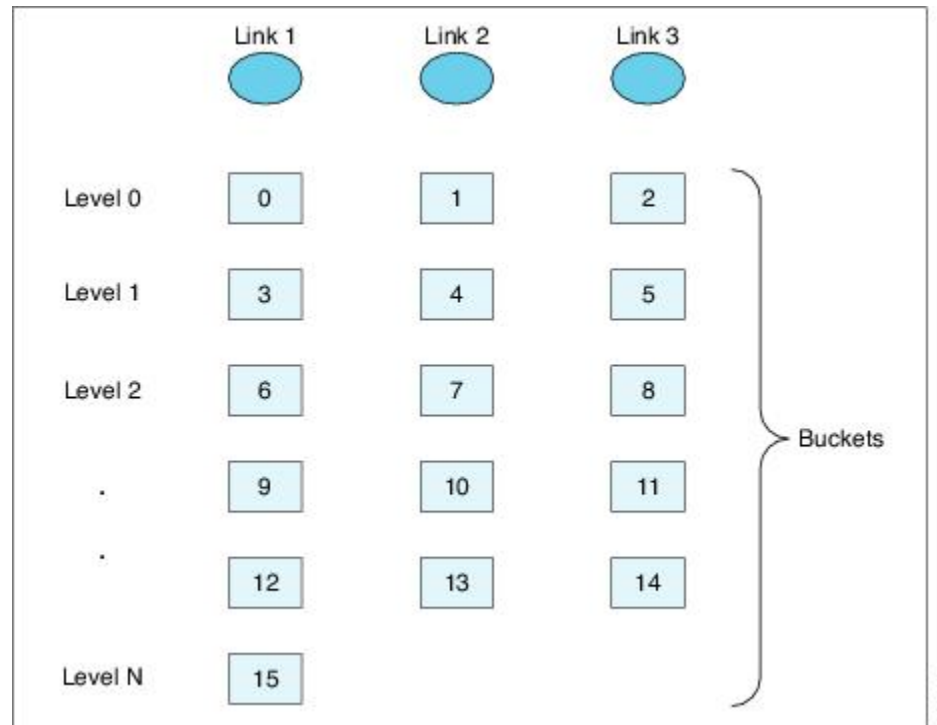 Link 1 Link 2 Link 3
Level 0 0 1 2
Level 1 3 4 5
Level 2 6 7 8
. 9 10 11
Buckets
. 12 13 14
Level N 15